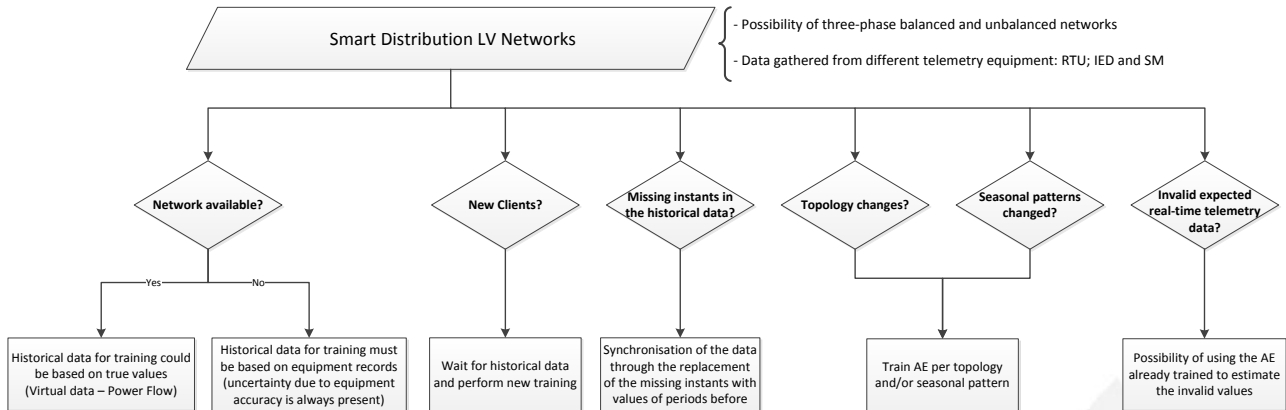 Smart Distribution LV Networks
- Possibility of three-phase balanced and unbalanced networks
- Data gathered from different telemetry equipment: RTU; IED and SM
Network available?
New Clients?
Missing instants
in the historical
data?
Topology changes?
Seasonal patterns
changed?
Invalid expected
real-time telemetry
data?
Yes
No
Historical data for training could
be based on true values
(Virtual data – Power Flow)
Historical data for training must
be based on equipment records
(uncertainty due to equipment
accuracy is always present)
Wait for historical data
and perform new training
Synchronisation of the data
through the replacement
of the missing instants with
values of periods before
Train AE per topology
and/or seasonal pattern
Possibility of using the AE
already trained to estimate
the invalid values